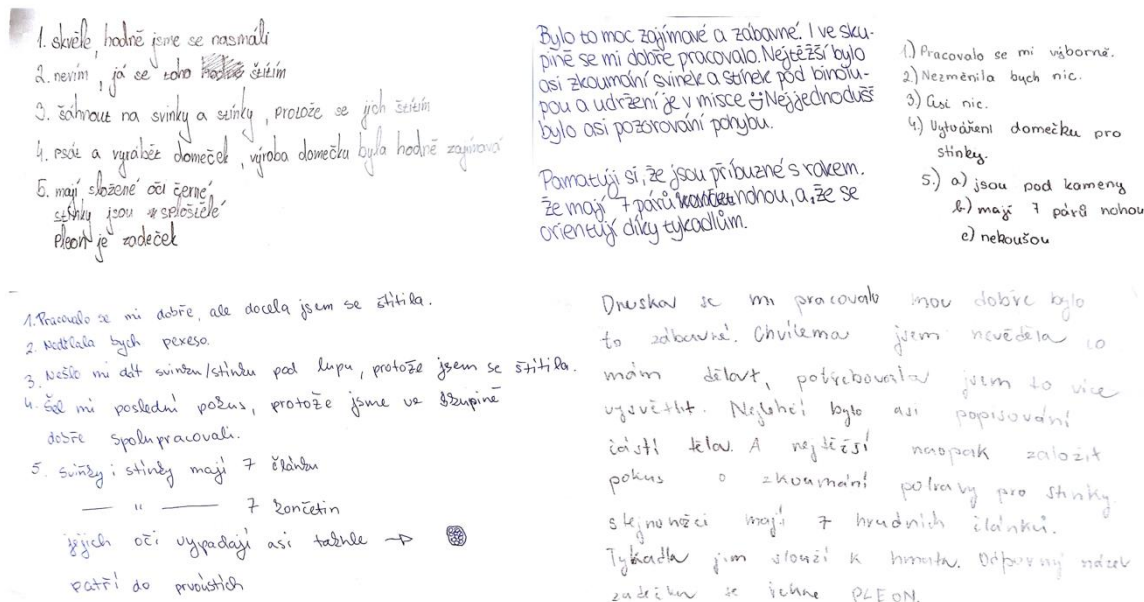 1. skvěle, hodně jsme se nasmáli
2. nevím, já se toho štítím
3. šáhnout na svinky a stínky, protože se jich štítím
4. psát a vyrábět domeček, výroba domečku byla hodně zajímavá
5. mají složené oči černé,
stínky jsou zploštělé
Pleon je zadeček
Bylo to moc zajímavé a zábavné. I ve sku-
pině se mi dobře pracovalo. Nejtěžší bylo
asi zkoumání svinek a stínek pod binolu-
pou a udržení je v misce Nejjednodušš
bylo asi pozorování pohybu.
Pamatuji si, že jsou příbuzné s rakem.
že mají 7 párů nohou, a, že se
orientují díky tykadlům.
1.) Pracovalo se mi výborně.
2) Nezměnila bych nic.
3) Asi nic.
4.) Vytváření domečku pro
stínky.
5.) a) jsou pod kameny
b) mají 7 párů nohou
c) nekoušou
1. Pracovalo se mi dobře, ale docela jsem se štítila.
2. Nedělala bych pexeso.
3. Nešlo mi dát svinku/stínku pod lupu, protože jsem se štítila.
4. Šel mi poslední pokus, protože jsme ve skupině
dobře spolupracovali.
5. svinky i stínky mají 7 článků
— " — 7 končetin
jejich oči vypadají asi takhle →
patří do prvoústích
Dneska se mi pracovalo moc dobře bylo
to zábavné. Chvílema jsem nevěděla co
mám dělat, potřebovala jsem to více
vysvětlit. Nejlehčí bylo asi popisování
částí těla. A nejtěžší naopak založit
pokus o zkoumání potravy pro stínky.
stejnonožci mají 7 hrudních článků.
Tykadla jim slouží k hmatu. Odborný název
zadečku se jmenuje PLEON.